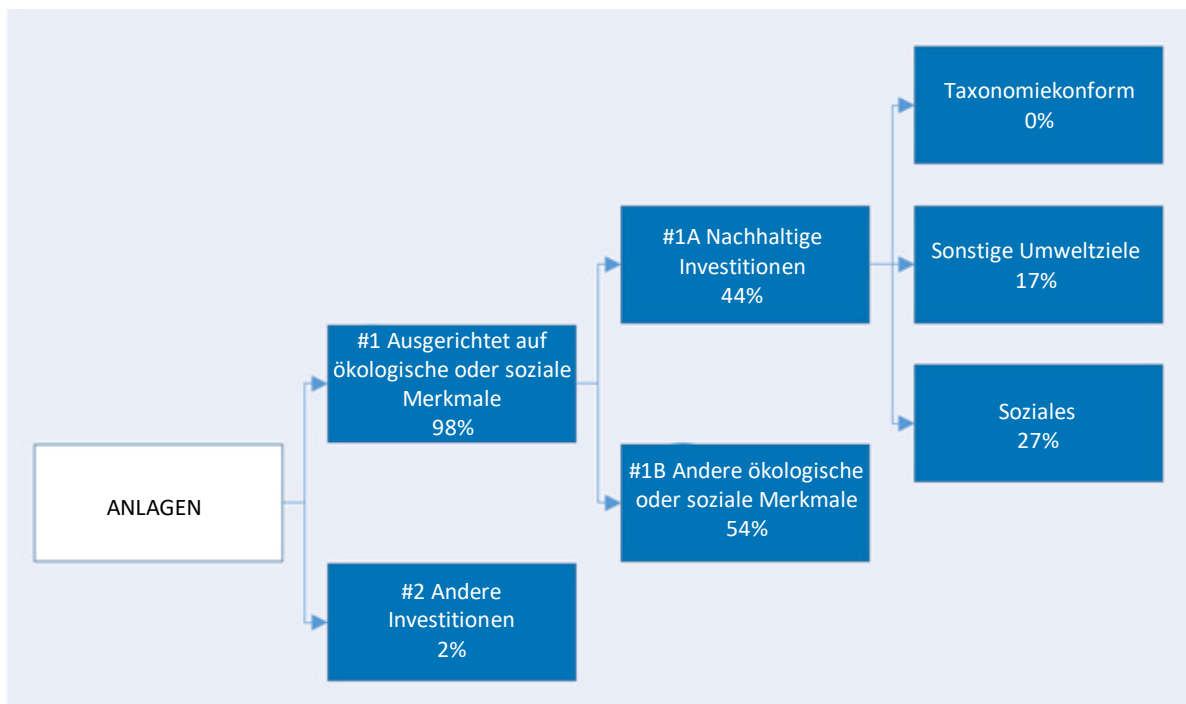 ANLAGEN
#1 Ausgerichtet auf
ökologische oder soziale
Merkmale
98%
#2 Andere
Investitionen
2%
#1A Nachhaltige
Investitionen
44%
#1B Andere ökologische
oder soziale Merkmale
54%
Taxonomiekonform
0%
Sonstige Umweltziele
17%
Soziales
27%